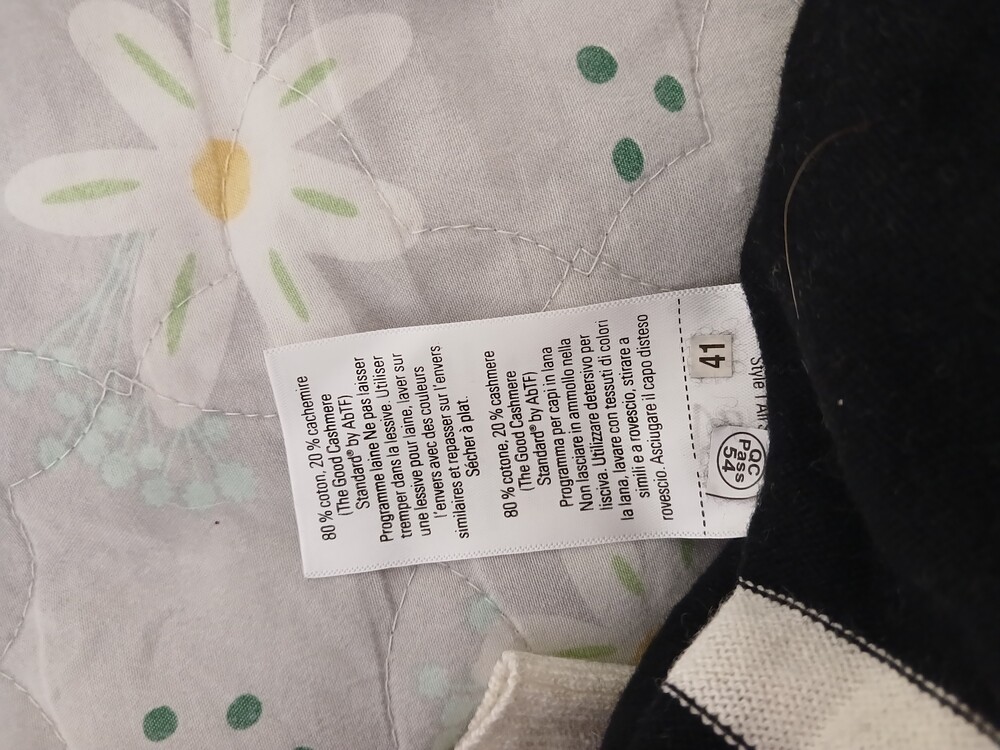 80 % coton, 20 % cachemire
(The Good Cashmere
Standard® by AbTF)
Programme laine Ne pas laisser
tremper dans la lessive. Utiliser
une lessive pour laine, laver sur
l'envers avec des couleurs
similaires et repasser sur l'envers
Sécher à plat.
80 % cotone, 20 % cashmere
(The Good Cashmere
Standard® by AbTF)
Programma per capi in lana
Non lasciare in ammollo nella
lisciva. Utilizzare detersivo per
la lana, lavare con tessuti di colori
simili e a rovescio, stirare a
rovescio. Asciugare il capo disteso
41
QC
Pass
54
Style